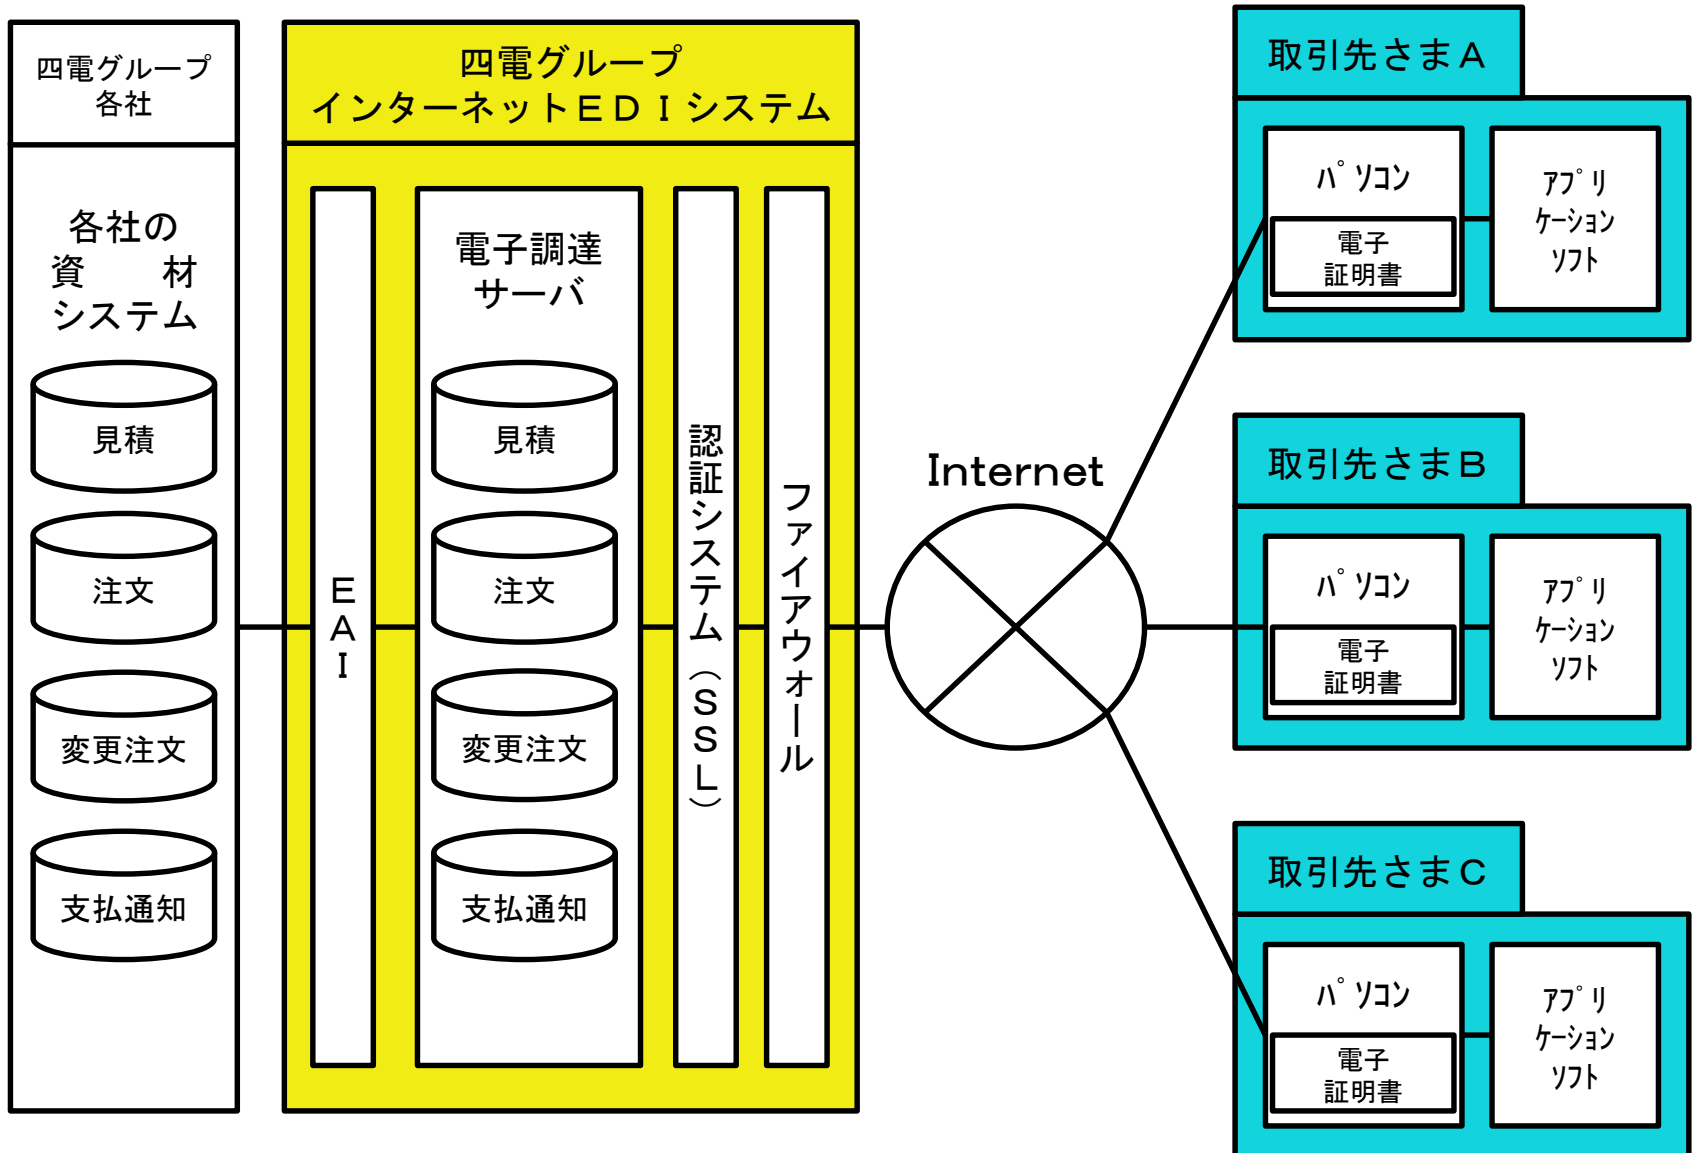 四電グループ
各社
各社の
資　　材
システム
見積
注文
変更注文
支払通知
四電グループ
インターネットＥＤＩシステム
ＥＡＩ
電子調達
サーバ
見積
注文
変更注文
支払通知
認証システム（ＳＳＬ）
ファイアウォール
Internet
取引先さまＡ
ﾊﾟｿｺﾝ
電子
証明書
ｱﾌﾟﾘ
ｹｰｼｮﾝ
ｿﾌﾄ
取引先さまＢ
ﾊﾟｿｺﾝ
電子
証明書
ｱﾌﾟﾘ
ｹｰｼｮﾝ
ｿﾌﾄ
取引先さまＣ
ﾊﾟｿｺﾝ
電子
証明書
ｱﾌﾟﾘ
ｹｰｼｮﾝ
ｿﾌﾄ